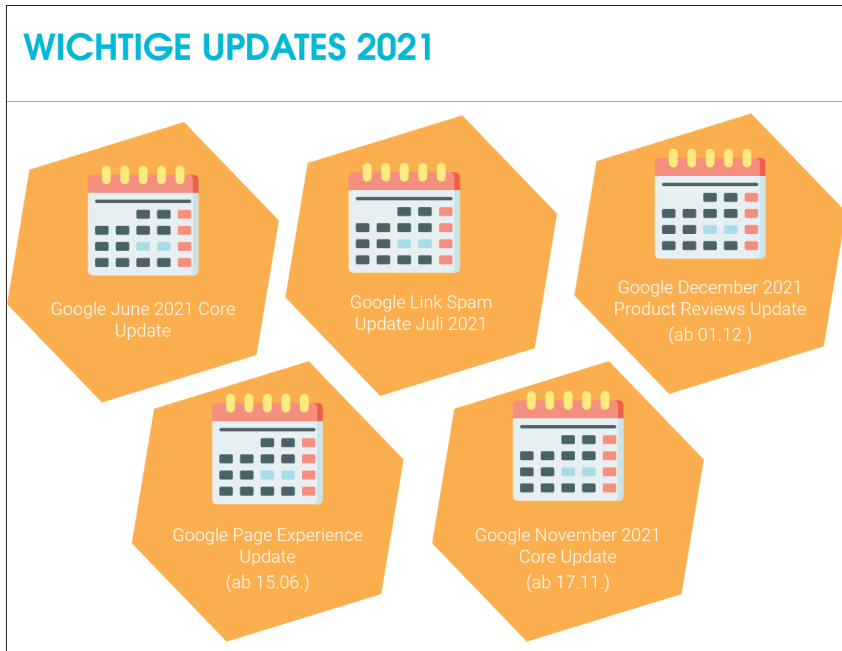 WICHTIGE UPDATES 2021
Google June 2021 Core
Update
Google Link Spam
Update Juli 2021
Google December 2021
Product Reviews Update
(ab 01.12.)
Google Page Experience
Update
(ab 15.06.)
Google November 2021
Core Update
(ab 17.11.)